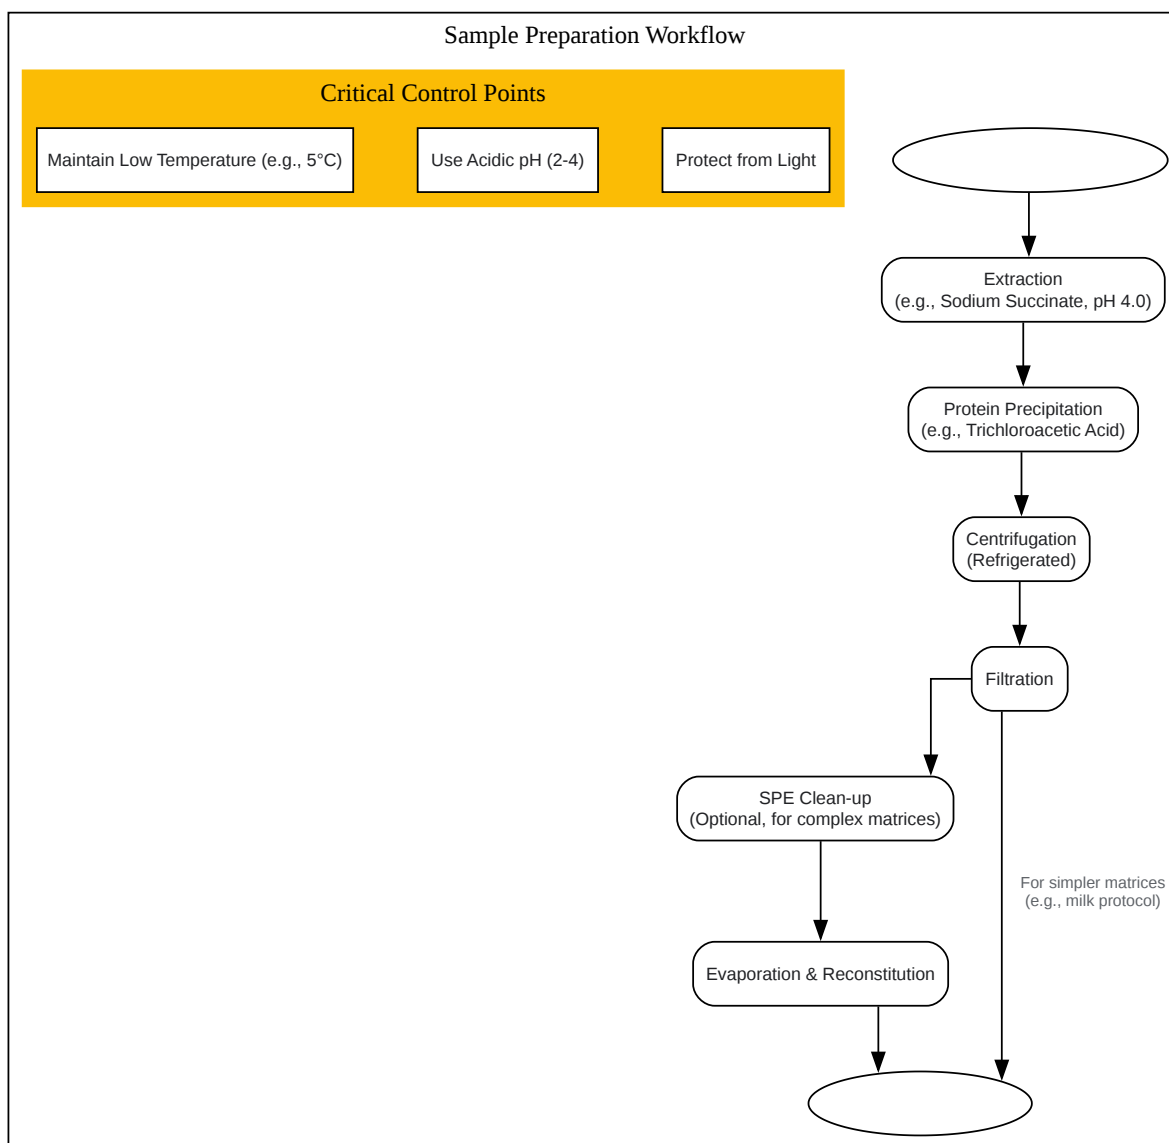 Sample Preparation Workflow
Critical Control Points
Maintain Low Temperature (e.g., 5°C)
Use Acidic pH (2-4)
Protect from Light
Extraction
(e.g., Sodium Succinate, pH 4.0)
Protein Precipitation
(e.g., Trichloroacetic Acid)
Centrifugation
(Refrigerated)
Filtration
SPE Clean-up
(Optional, for complex matrices)
For simpler matrices
(e.g., milk protocol)
Evaporation & Reconstitution